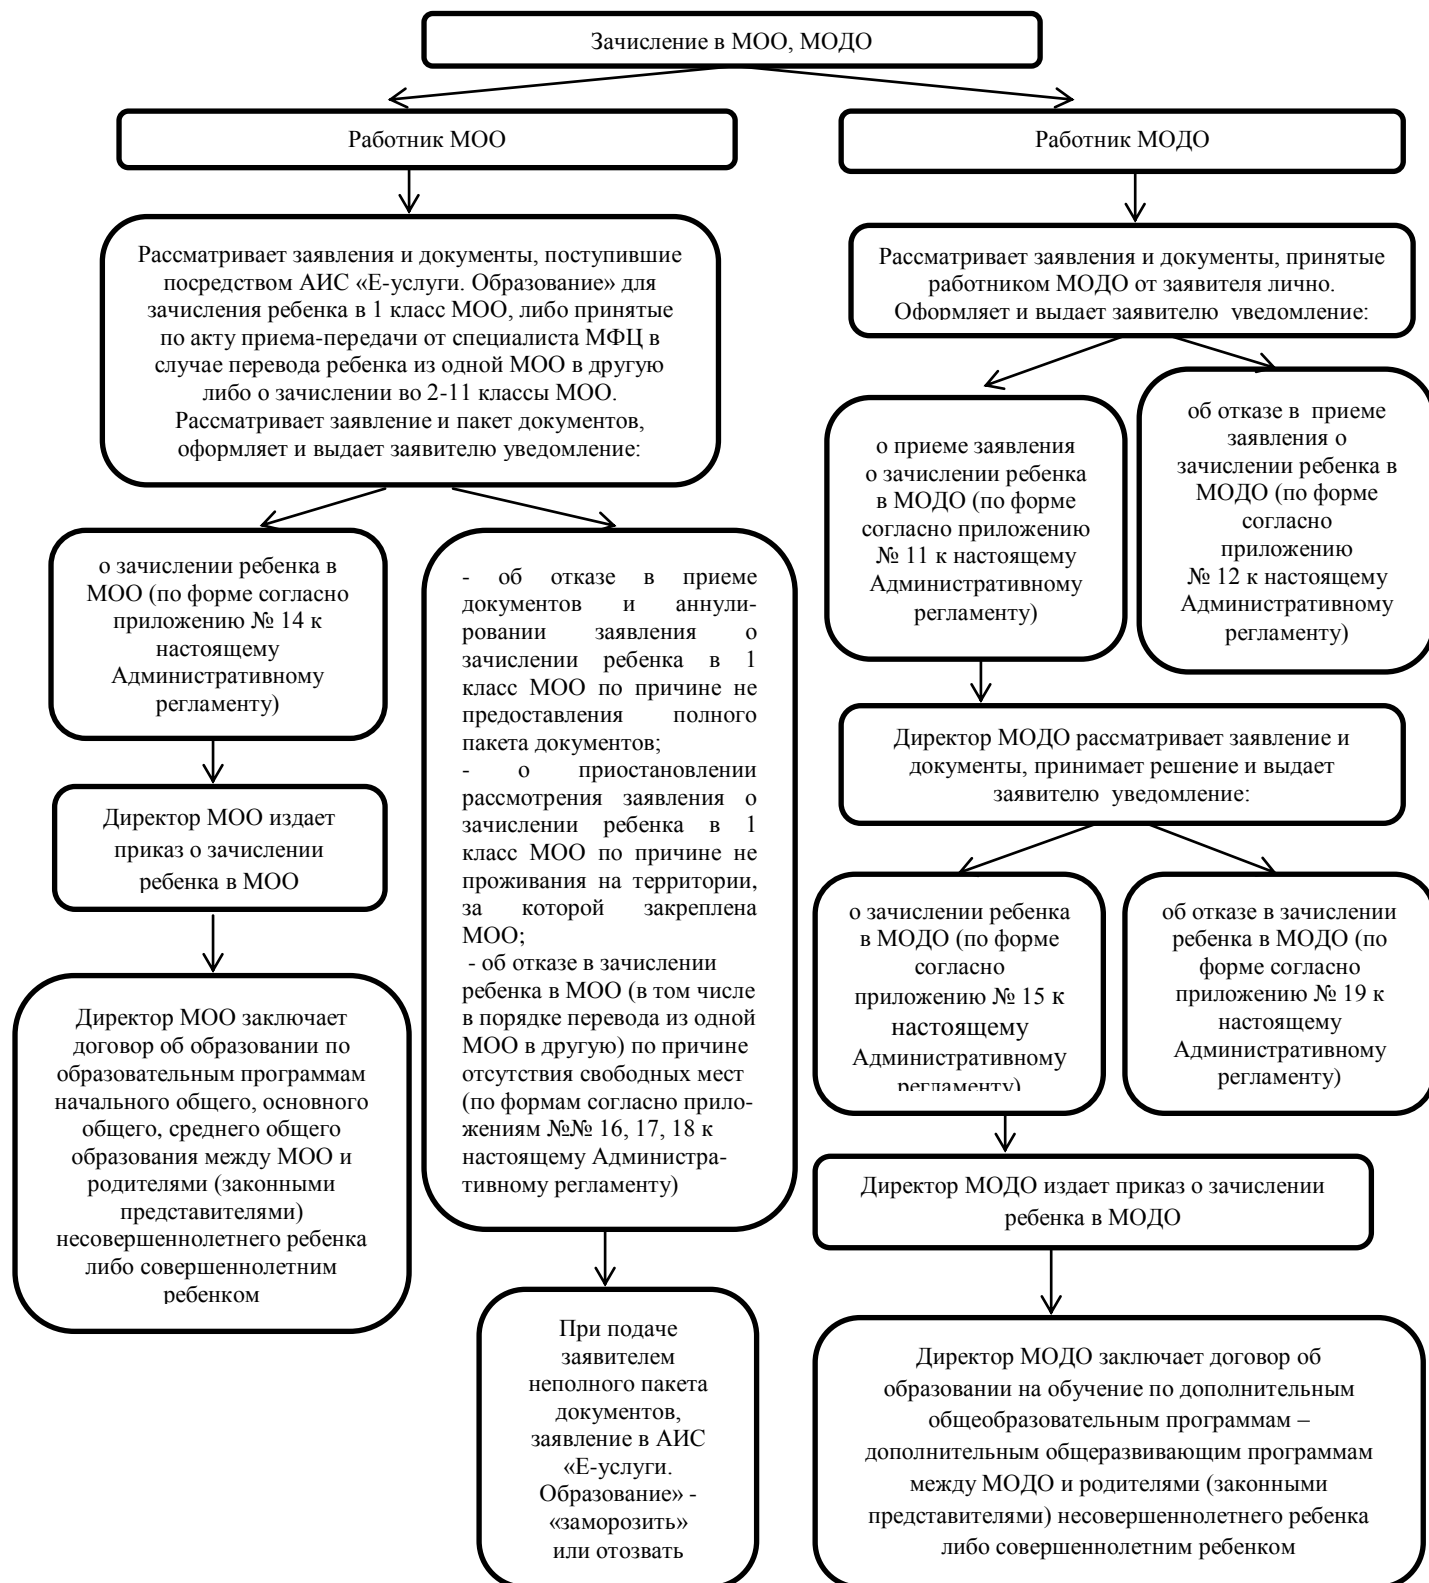 Зачисление в МОО, МОДО
Работник МОО
Работник МОДО
Рассматривает заявления и документы, поступившие
посредством АИС «Е-услуги. Образование» для
зачисления ребенка в 1 класс МОО, либо принятые
по акту приема-передачи от специалиста МФЦ в
случае перевода ребенка из одной МОО в другую
либо о зачислении во 2-11 классы МОО.
Рассматривает заявление и пакет документов,
оформляет и выдает заявителю уведомление:
Рассматривает заявления и документы, принятые
работником МОДО от заявителя лично.
Оформляет и выдает заявителю уведомление:
о приеме заявления
о зачислении ребенка
в МОДО (по форме
согласно приложению
№ 11 к настоящему
Административному
регламенту)
об отказе в приеме
заявления о
зачислении ребенка в
МОДО (по форме
согласно
приложению
№ 12 к настоящему
Административному
регламенту)
о зачислении ребенка в
МОО (по форме согласно
приложению № 14 к
настоящему
Административному
регламенту)
- об отказе в приеме
документов и аннули-
ровании заявления о
зачислении ребенка в 1
класс МОО по причине не
предоставления полного
пакета документов;
- о приостановлении
рассмотрения заявления о
зачислении ребенка в 1
класс МОО по причине не
проживания на территории,
за которой закреплена
МОО;
- об отказе в зачислении
ребенка в МОО (в том числе
в порядке перевода из одной
МОО в другую) по причине
отсутствия свободных мест
(по формам согласно прило-
жениям №№ 16, 17, 18 к
настоящему Администра-
тивному регламенту)
Директор МОДО рассматривает заявление и
документы, принимает решение и выдает
заявителю уведомление:
Директор МОО издает
приказ о зачислении
ребенка в МОО
о зачислении ребенка
в МОДО (по форме
согласно
приложению № 15 к
настоящему
Административному
регламенту)
об отказе в зачислении
ребенка в МОДО (по
форме согласно
приложению № 19 к
настоящему
Административному
регламенту)
Директор МОО заключает
договор об образовании по
образовательным программам
начального общего, основного
общего, среднего общего
образования между МОО и
родителями (законными
представителями)
несовершеннолетнего ребенка
либо совершеннолетним
ребенком
Директор МОДО издает приказ о зачислении
ребенка в МОДО
При подаче
заявителем
неполного пакета
документов,
заявление в АИС
«Е-услуги.
Образование» -
«заморозить»
или отозвать
Директор МОДО заключает договор об
образовании на обучение по дополнительным
общеобразовательным программам –
дополнительным общеразвивающим программам
между МОДО и родителями (законными
представителями) несовершеннолетнего ребенка
либо совершеннолетним ребенком